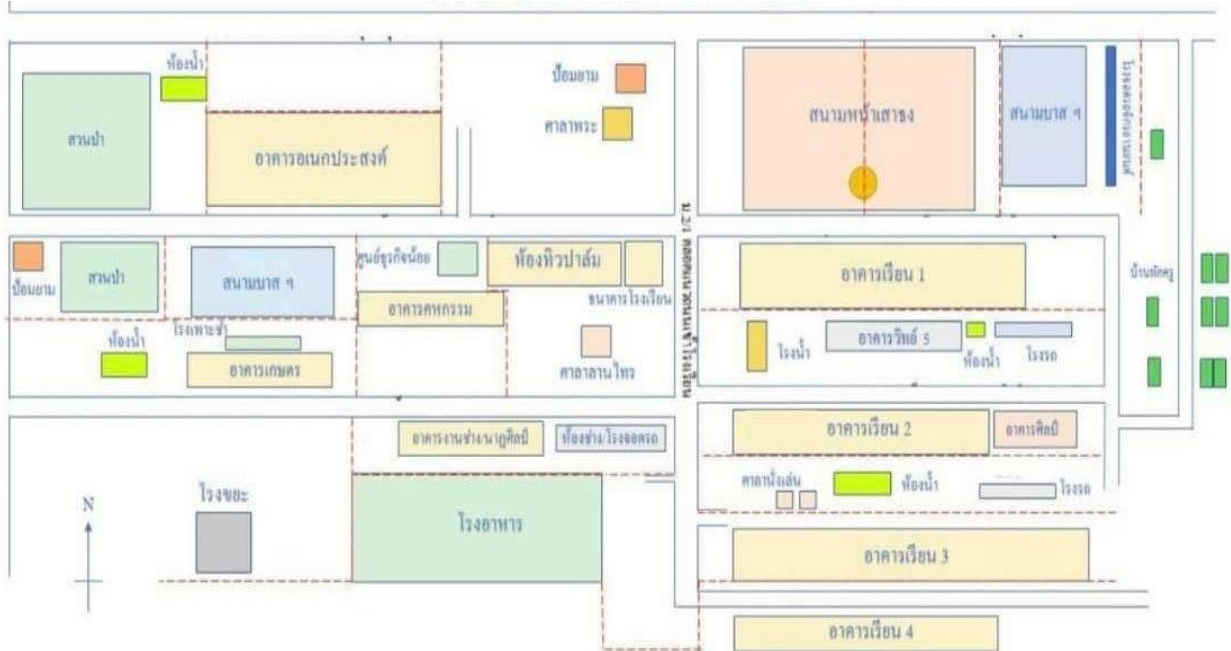 ห้องน้ำ
ป้อมยาม
สวนป่า
อาคารอเนกประสงค์
ศาลาพระ
สนามหน้าเสาธง
สนามบาส ฯ
ป้อมยาม
สวนป่า
สนามบาส ฯ
ศูนย์ธุรกิจน้อย
ห้องทิวปาล์ม
ธนาคารโรงเรียน
อาคารคหกรรม
โรงเพาะชำ
ห้องน้ำ
อาคารเกษตร
ศาลาลานไทร
อาคารเรียน 1
บ้านพักครู
โรงน้ำ
อาคารวิทย์ 5
ห้องน้ำ
โรงรถ
อาคารงานช่าง/นาฏศิลป์
ห้องช่าง/โรงจอดรถ
อาคารเรียน 2
อาคารศิลป์
โรงขยะ
N
โรงอาหาร
ศาลานั่งเล่น
ห้องน้ำ
โรงรถ
อาคารเรียน 3
อาคารเรียน 4